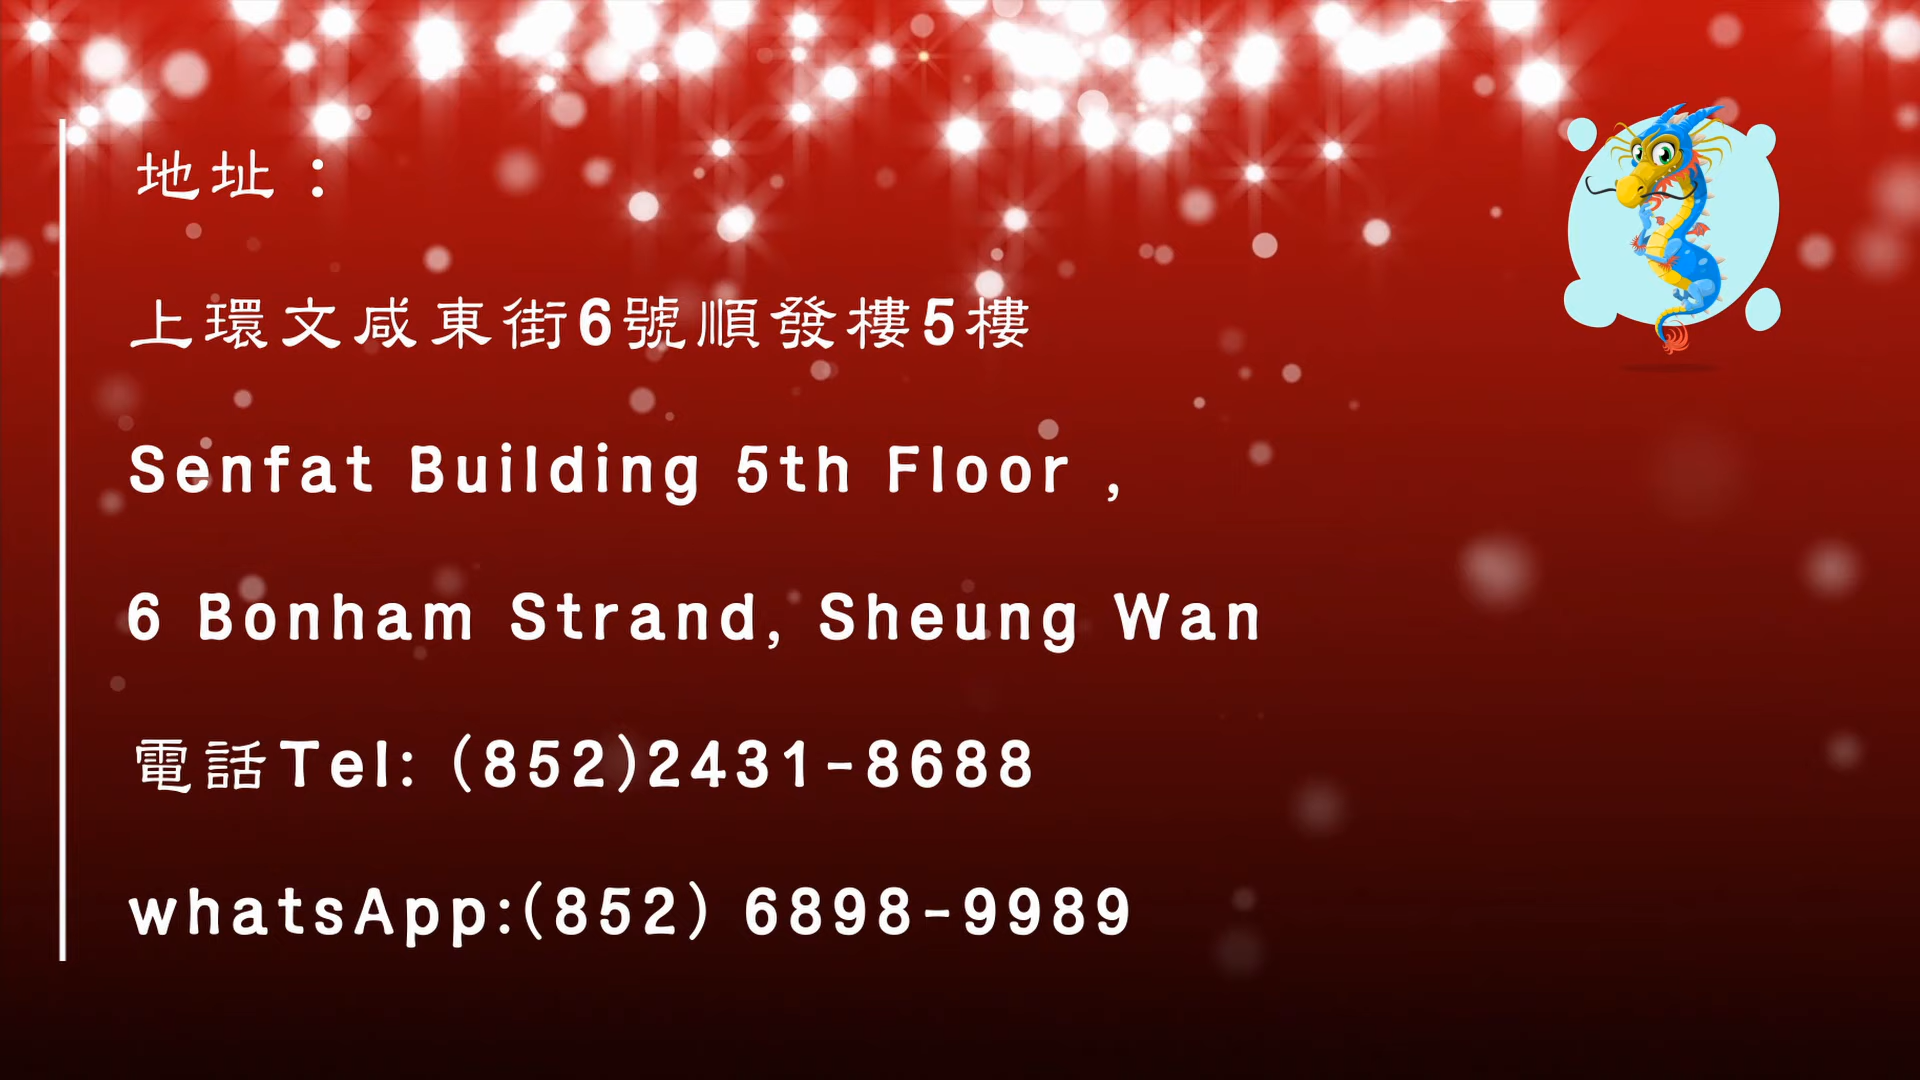 地址：
上環文咸東街6號順發樓5樓
Senfat Building 5th Floor ,
6 Bonham Strand, Sheung Wan
電話Tel: (852)2431-8688
whatsApp:(852) 6898-9989